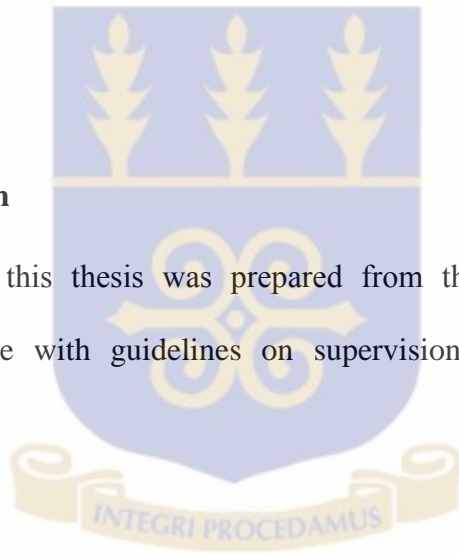 n
this thesis was prepared from th
e with guidelines on supervision
INTEGRI PROCEDAMUS